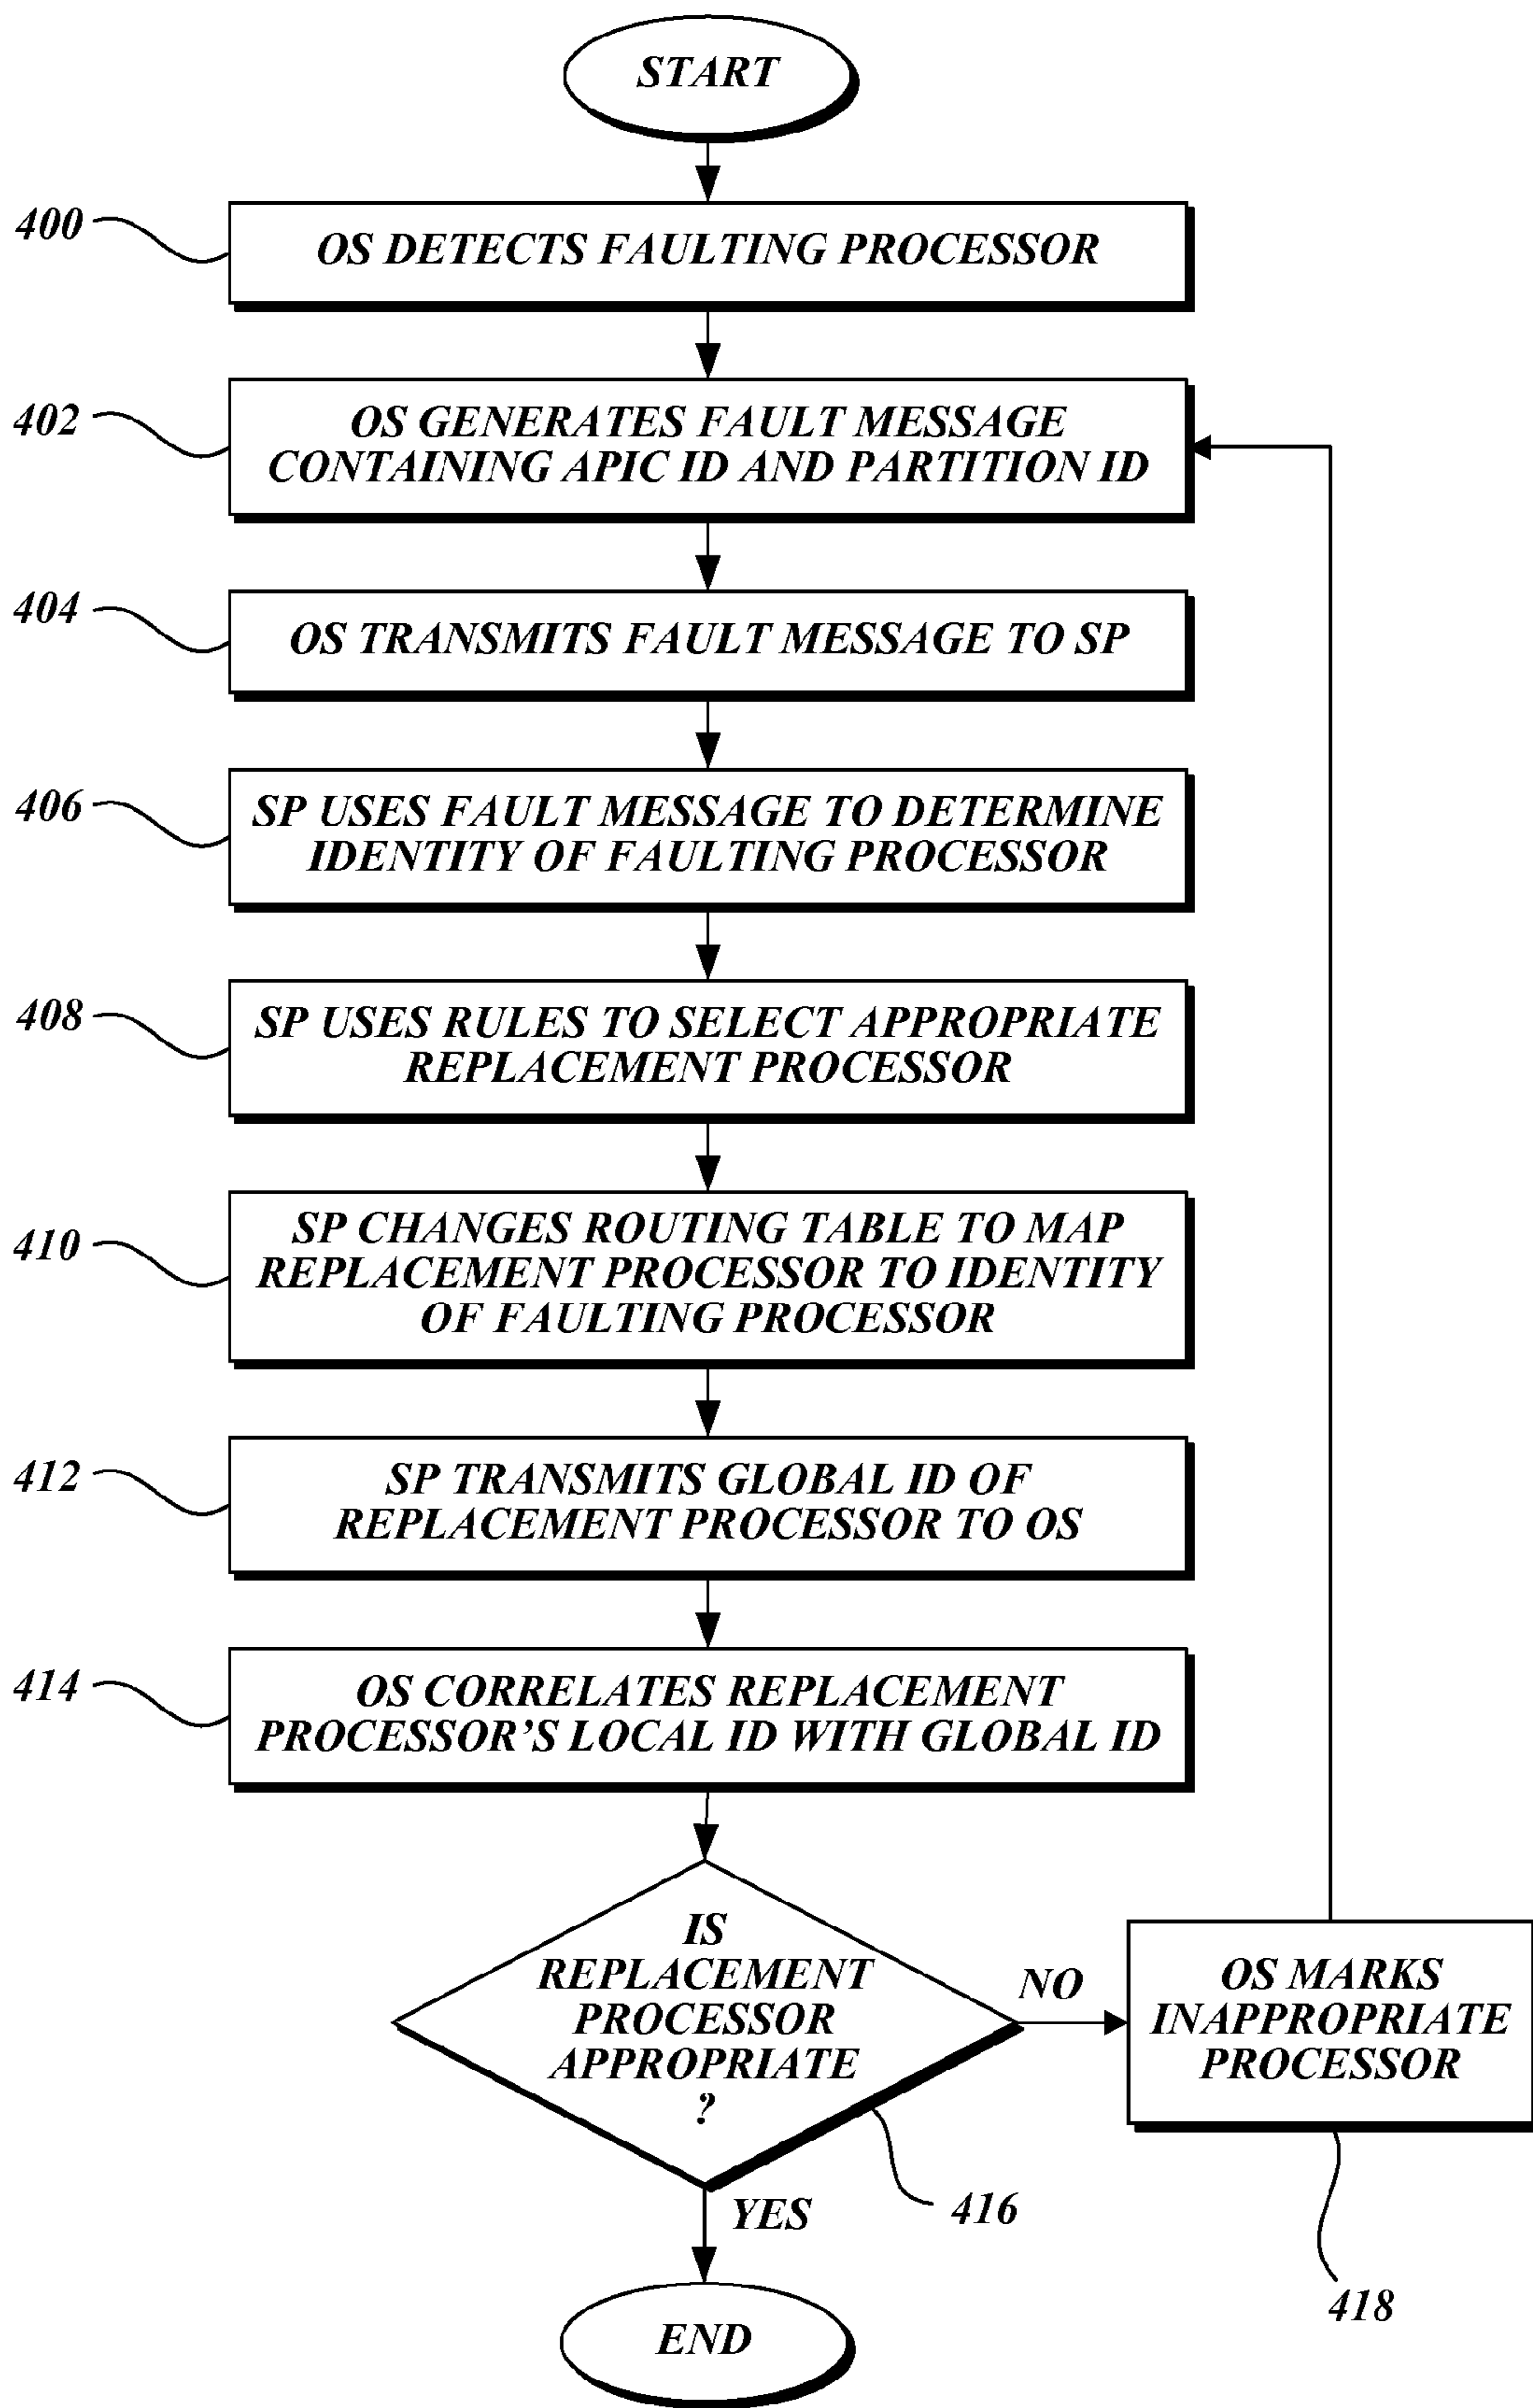 START
400
OS DETECTS FAULTING PROCESSOR
402
OS GENERATES FAULT MESSAGE
CONTAINING APIC ID AND PARTITION ID
404
OS TRANSMITS FAULT MESSAGE TO SP
406
SP USES FAULT MESSAGE TO DETERMINE
IDENTITY OF FAULTING PROCESSOR
408
SP USES RULES TO SELECT APPROPRIATE
REPLACEMENT PROCESSOR
410
SP CHANGES ROUTING TABLE TO MAP
REPLACEMENT PROCESSOR TO IDENTITY
OF FAULTING PROCESSOR
412
SP TRANSMITS GLOBAL ID OF
REPLACEMENT PROCESSOR TO OS
414
OS CORRELATES REPLACEMENT
PROCESSOR'S LOCAL ID WITH GLOBAL ID
IS
REPLACEMENT
PROCESSOR
APPROPRIATE
?
NO
OS MARKS
INAPPROPRIATE
PROCESSOR
YES
416
418
END